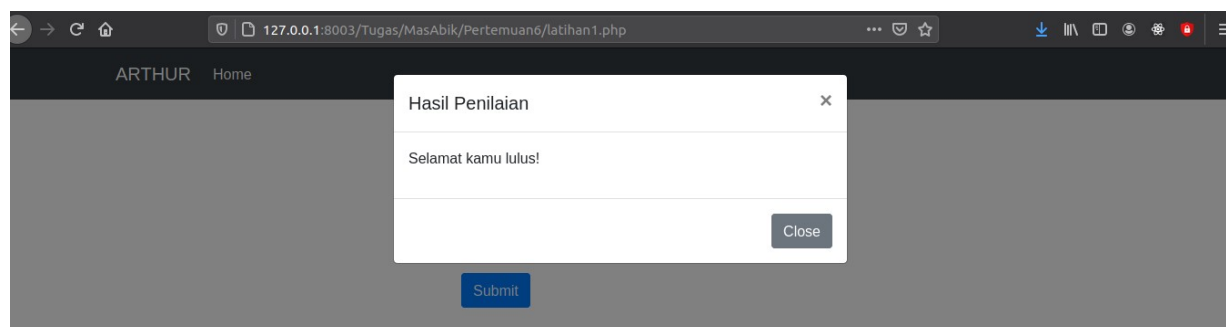 127.0.0.1:8003/Tugas/MasAbik/Pertemuan6/latihan1.php
ARTHUR Home
Hasil Penilaian ×
Selamat kamu lulus!
Close
Submit